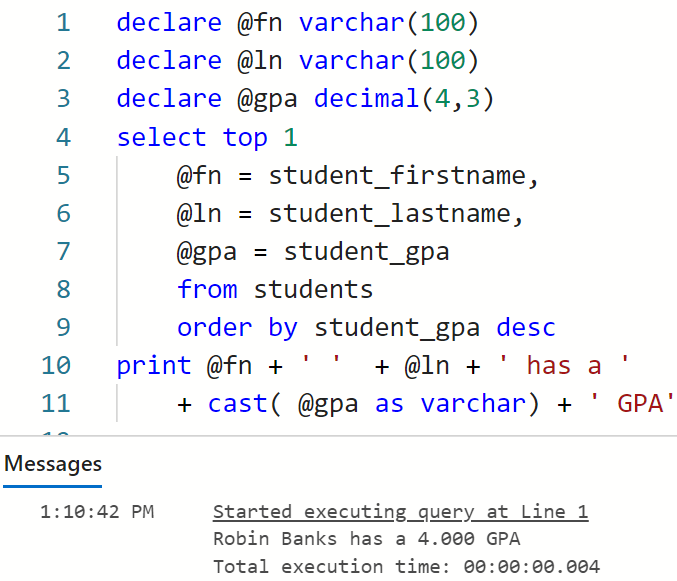 1 declare @fn varchar(100)
2 declare @ln varchar(100)
3 declare @gpa decimal(4,3)
4 select top 1
5 @fn = student_firstname,
6 @ln = student_lastname,
7 @gpa = student_gpa
8 from students
9 order by student_gpa desc
10 print @fn + ' ' + @ln + ' has a '
11 + cast( @gpa as varchar) + ' GPA'
Messages
1:10:42 PM Started executing query at Line 1
Robin Banks has a 4.000 GPA
Total execution time: 00:00:00.004